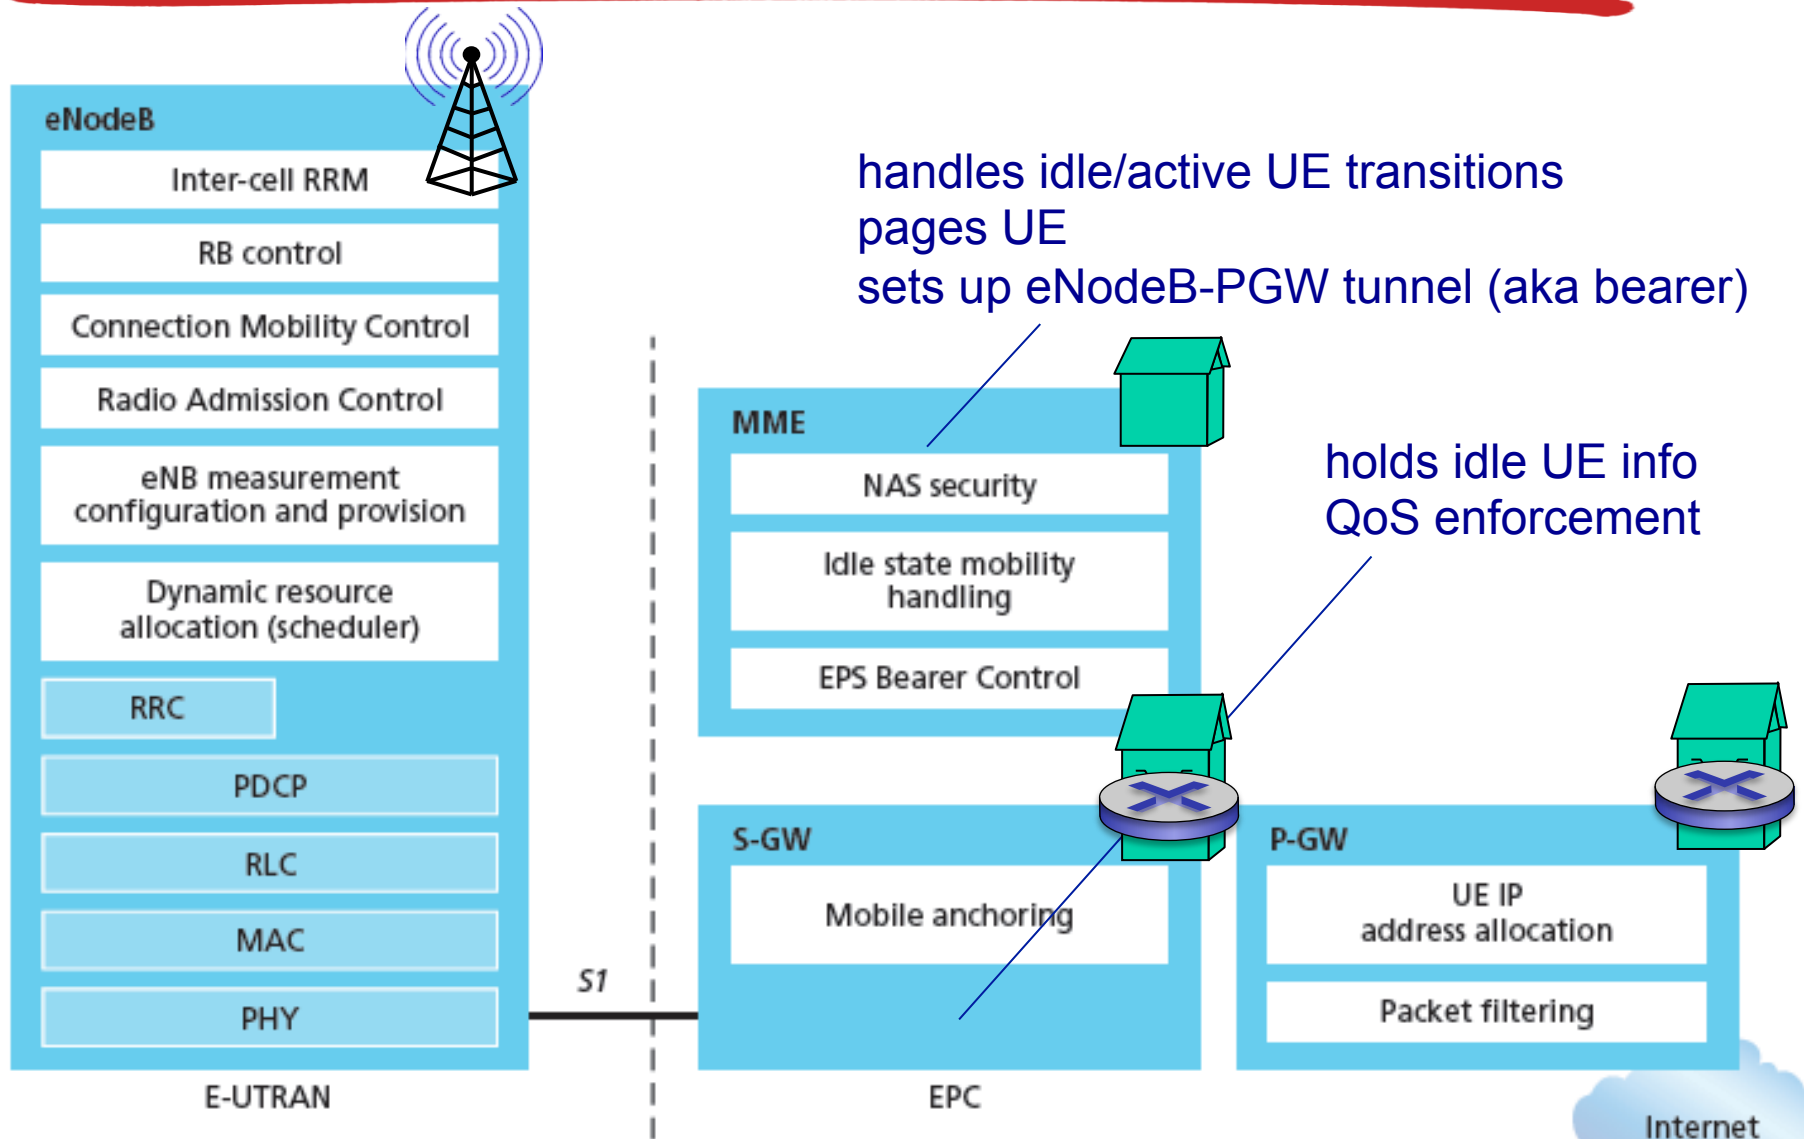 eNodeB
Inter-cell RRM
RB control
Connection Mobility Control
Radio Admission Control
eNB measurement
configuration and provision
Dynamic resource
allocation (scheduler)
RRC
PDCP
RLC
MAC
PHY
E-UTRAN
S1
handles idle/active UE transitions
pages UE
sets up eNodeB-PGW tunnel (aka bearer)
MME
NAS security
Idle state mobility
handling
EPS Bearer Control
holds idle UE info
QoS enforcement
S-GW
Mobile anchoring
P-GW
UE IP
address allocation
Packet filtering
EPC
Internet